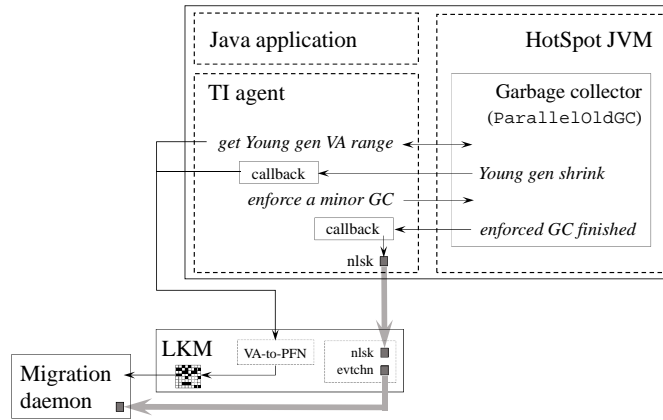 Java application
HotSpot JVM
TI agent
Garbage collector
(ParallelOldGC)
get Young gen VA range
callback
Young gen shrink
enforce a minor GC
callback
enforced GC finished
nlsk
LKM
VA-to-PFN
nlsk
evtchn
Migration
daemon